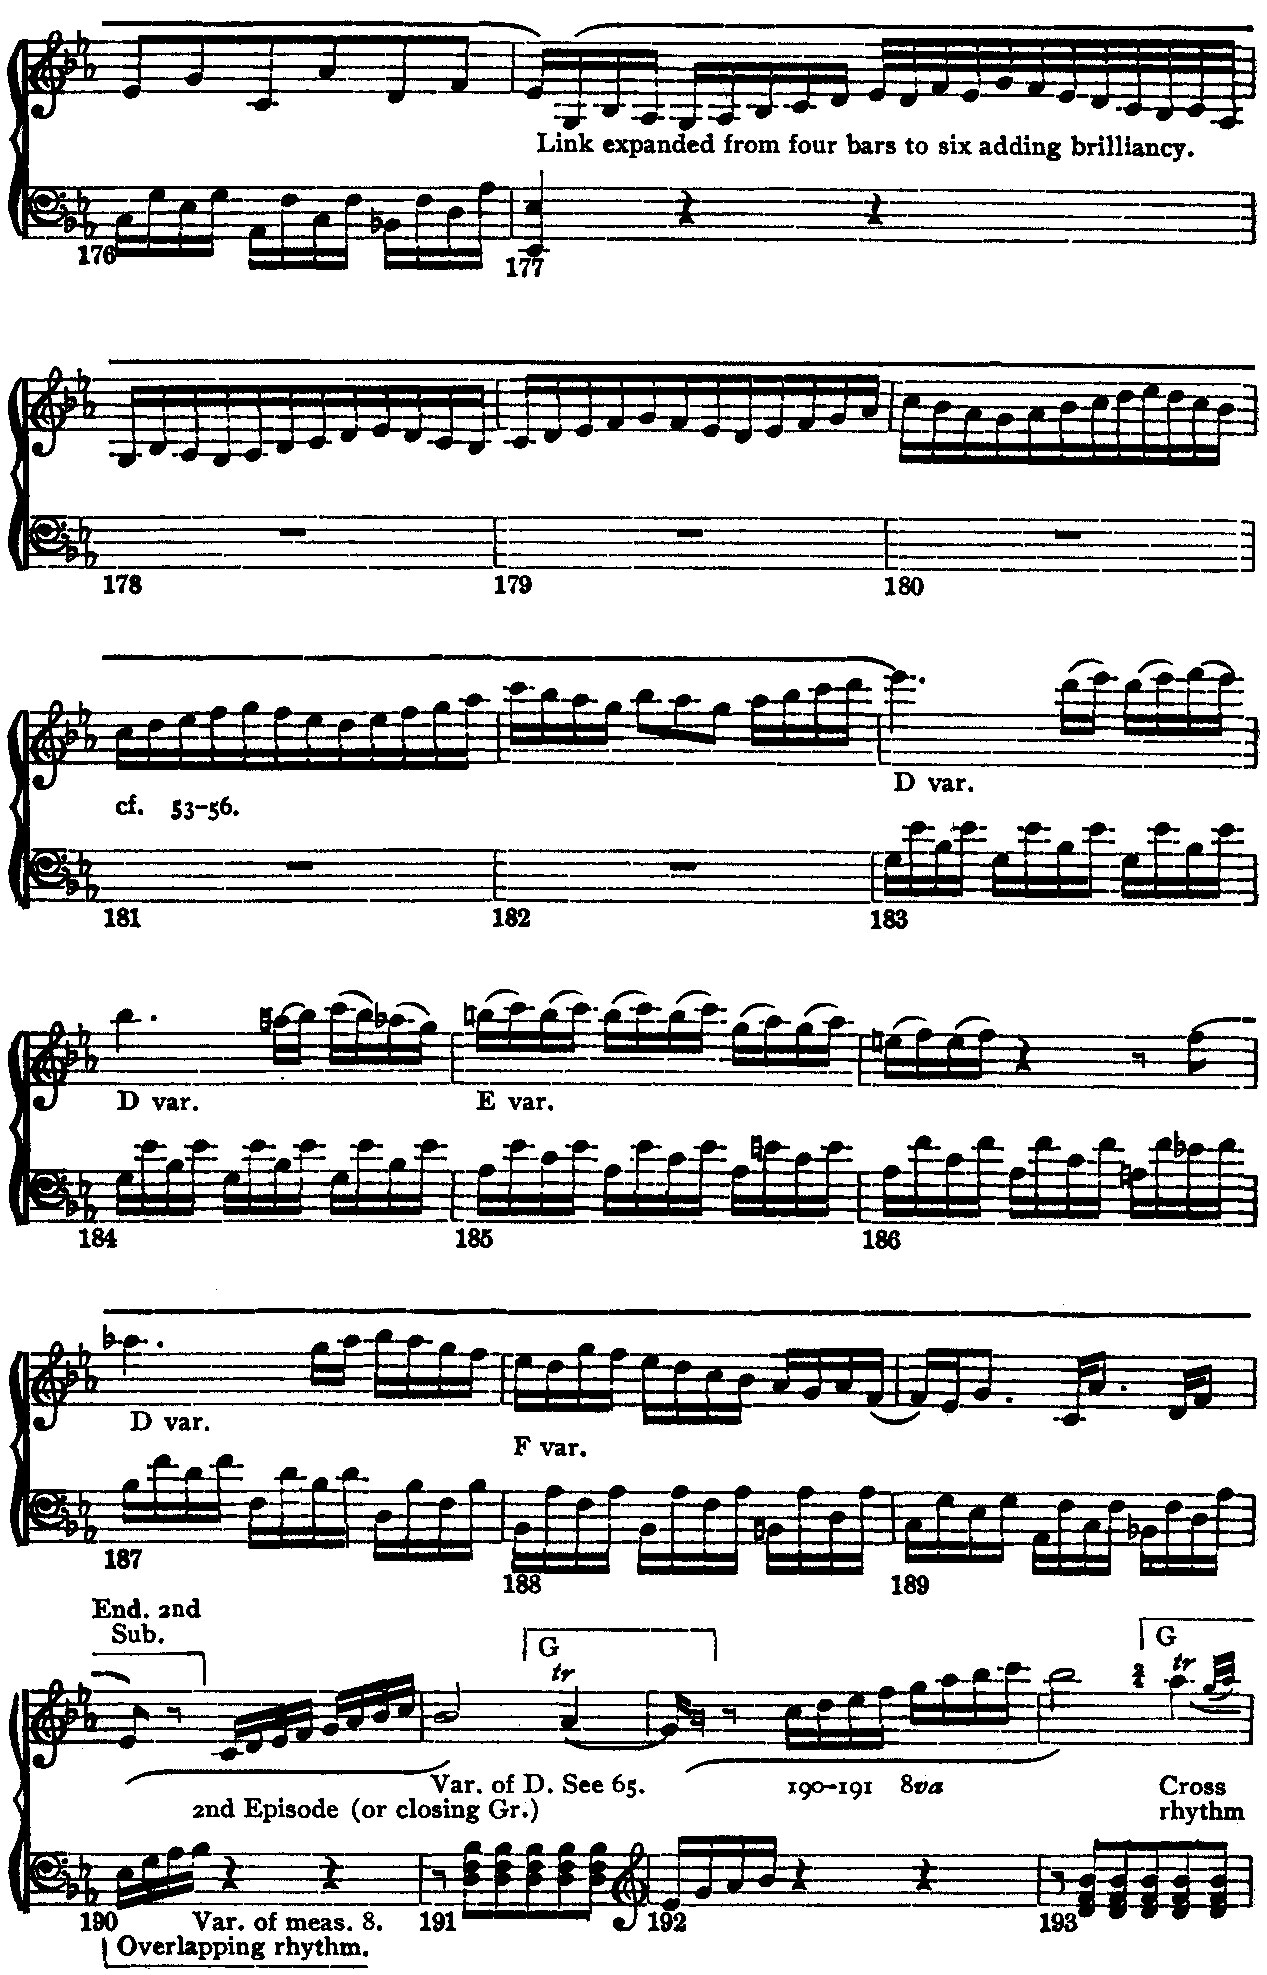 Link expanded from four bars to six adding brilliancy.
176 177
178 179 180
D var.
cf. 53-56.
181 182 183
D var. E var.
184 185 186
D var.
F var.
187 188 189
End. 2nd
Sub.
G G
tr 2/4 tr
Var. of D. See 65. 190-191 8va Cross
2nd Episode (or closing Gr.) rhythm
190 Var. of meas. 8. 191 192 193
Overlapping rhythm.